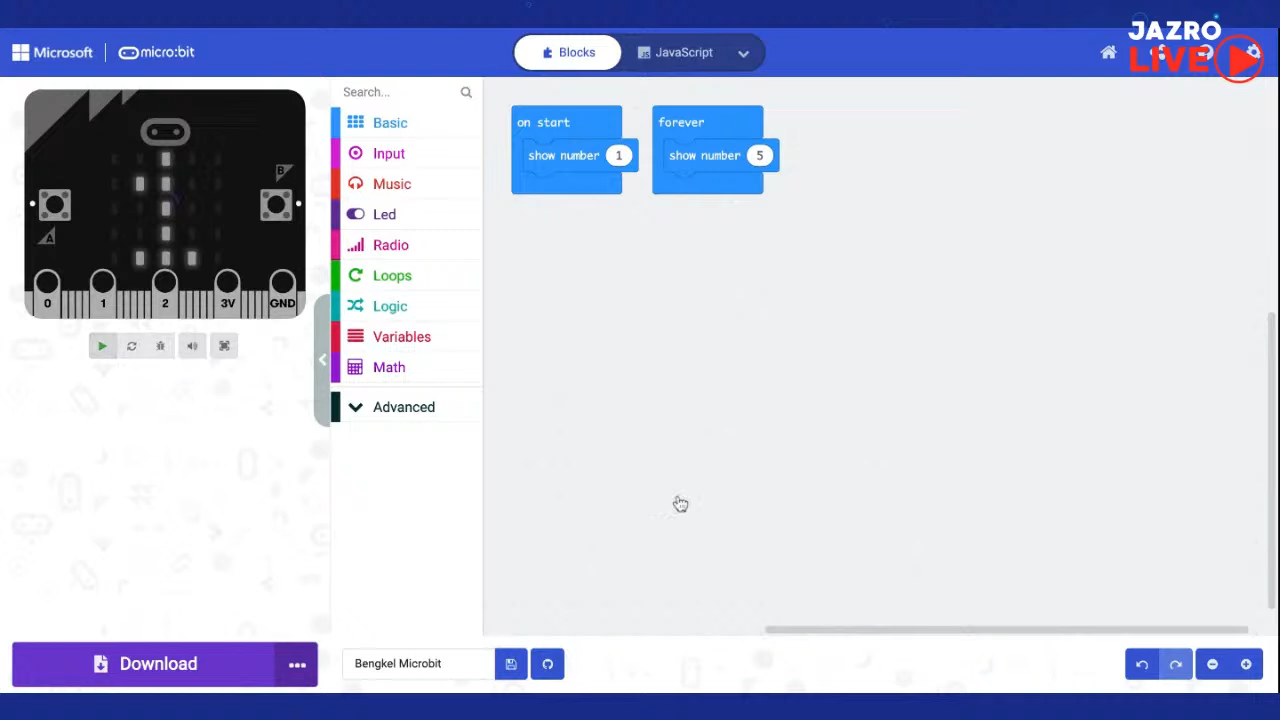 JAZRO
LIVE
Microsoft
micro:bit
Blocks
JavaScript
JS
B
A
0
1
2
3V
GND
Search...
Basic
Input
Music
Led
Radio
Loops
Logic
Variables
Math
Advanced
on start
show number 1
forever
show number 5
Download
Bengkel Microbit